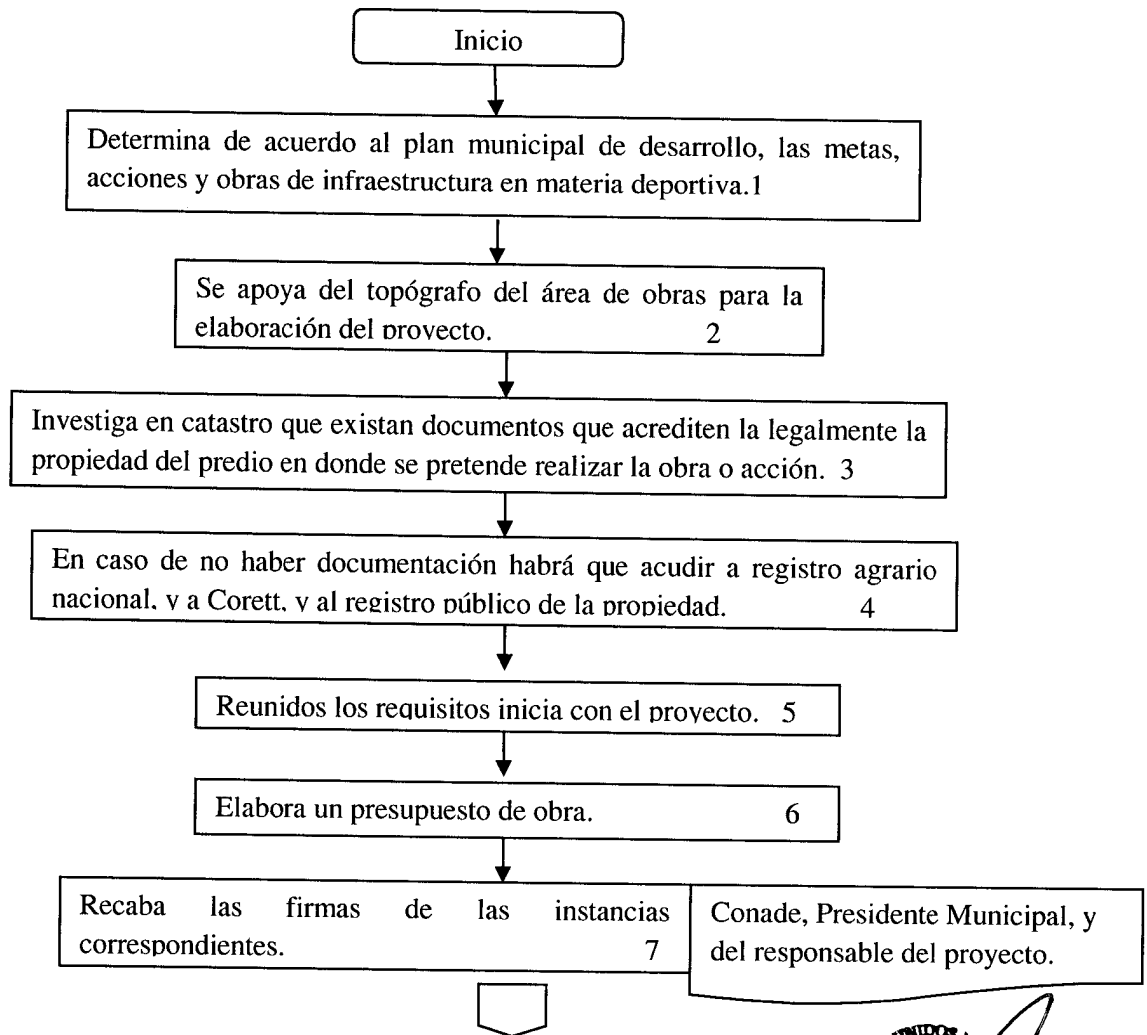 Inicio
Determina de acuerdo al plan municipal de desarrollo, las metas,
acciones y obras de infraestructura en materia deportiva.1
Se apoya del topógrafo del área de obras para la
elaboración del proyecto. 2
Investiga en catastro que existan documentos que acrediten la legalmente la
propiedad del predio en donde se pretende realizar la obra o acción. 3
En caso de no haber documentación habrá que acudir a registro agrario
nacional, y a Corett, y al registro público de la propiedad. 4
Reunidos los requisitos inicia con el proyecto. 5
Elabora un presupuesto de obra. 6
Recaba las firmas de las instancias
correspondientes. 7
Conade, Presidente Municipal, y
del responsable del proyecto.
UNIDOS